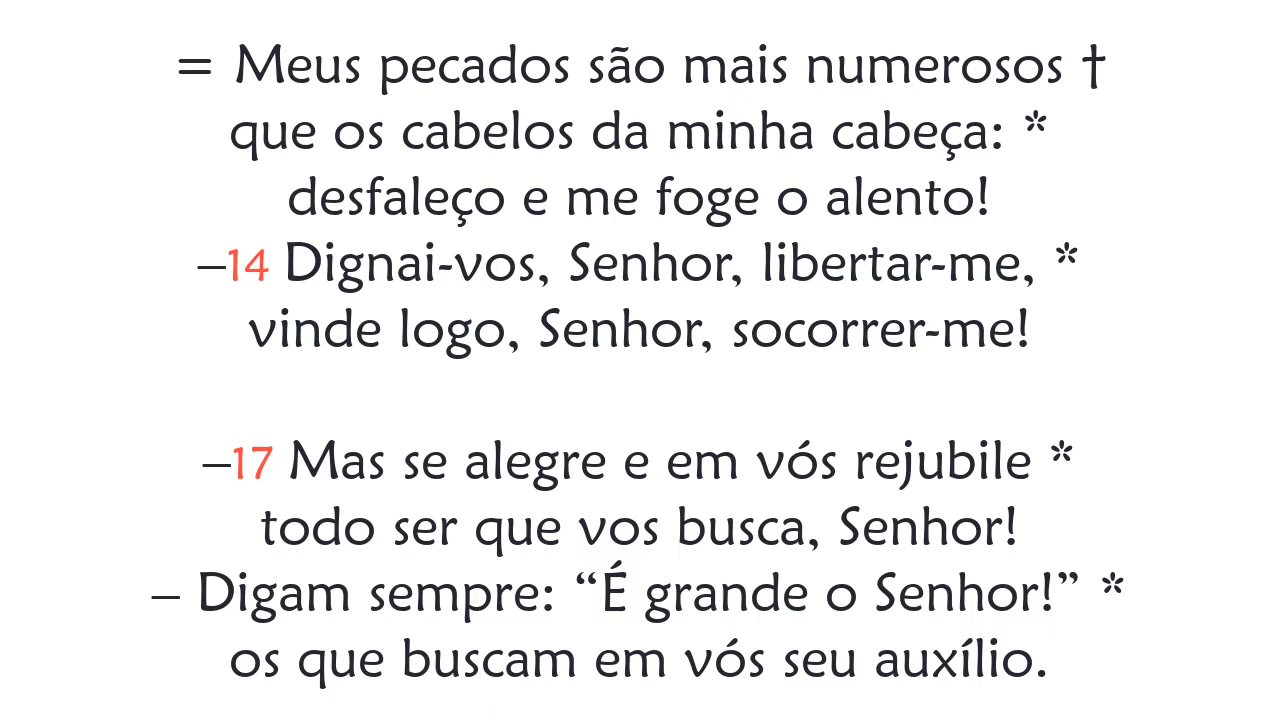 = Meus pecados são mais numerosos †
que os cabelos da minha cabeça: *
desfaleço e me foge o alento!
–14 Dignai-vos, Senhor, libertar-me, *
vinde logo, Senhor, socorrer-me!
–17 Mas se alegre e em vós rejubile *
todo ser que vos busca, Senhor!
– Digam sempre: “É grande o Senhor!” *
os que buscam em vós seu auxílio.